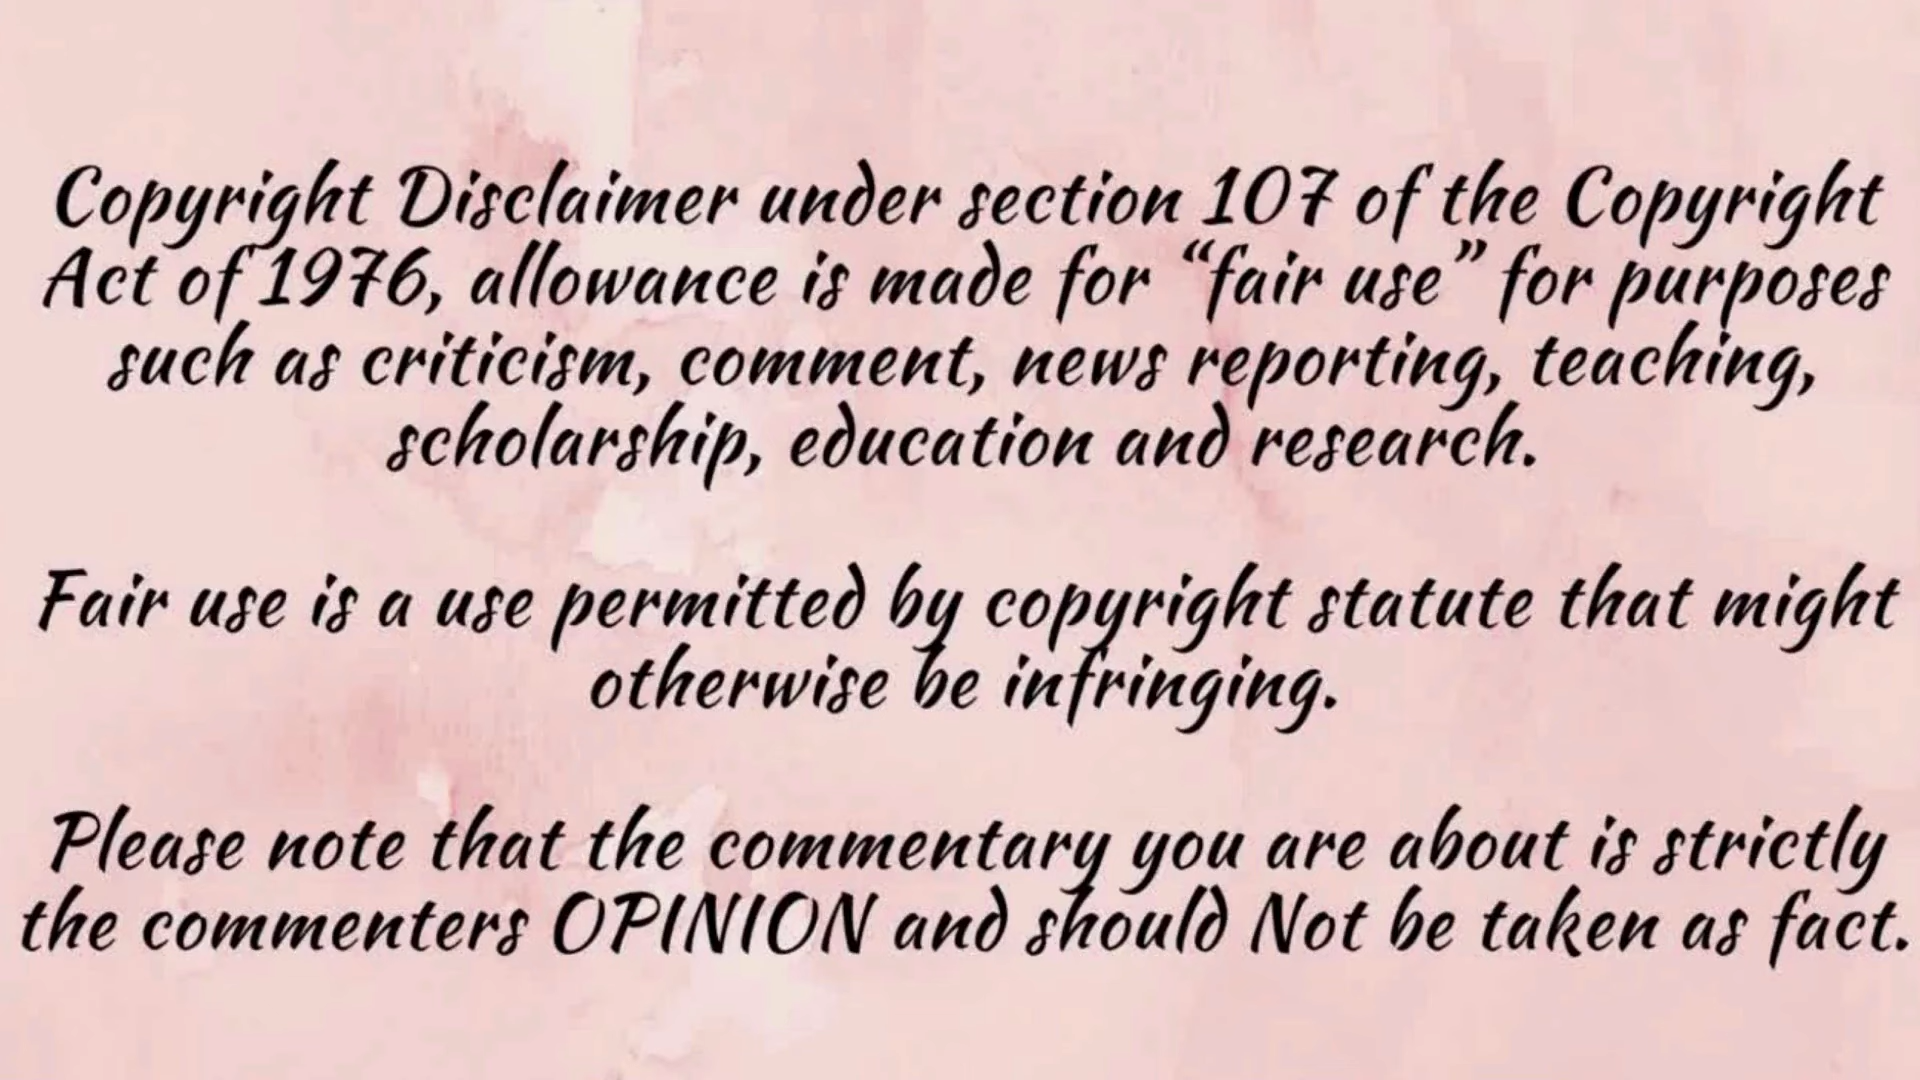 Copyright Disclaimer under section 107 of the Copyright
Act of 1976, allowance is made for “fair use” for purposes
such as criticism, comment, news reporting, teaching,
scholarship, education and research.
Fair use is a use permitted by copyright statute that might
otherwise be infringing.
Please note that the commentary you are about is strictly
the commenters OPINION and should Not be taken as fact.